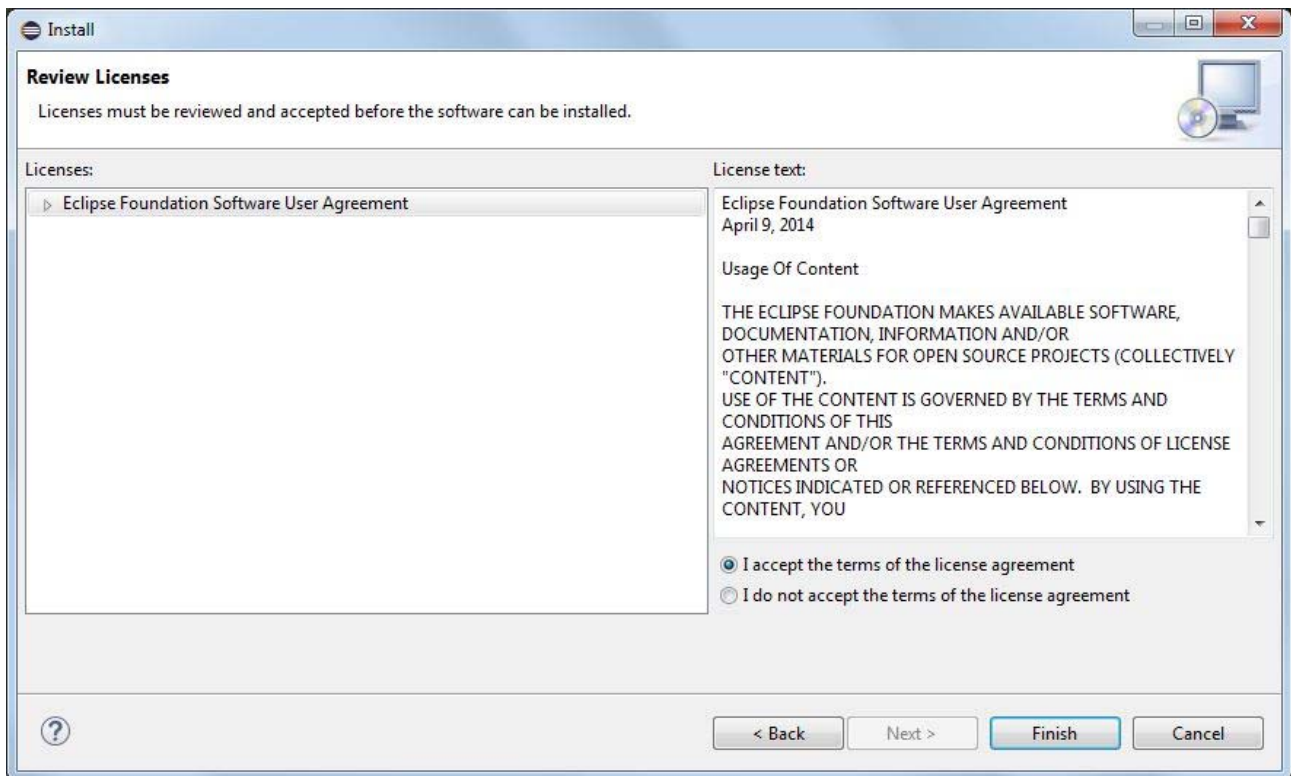 Install
Review Licenses
Licenses must be reviewed and accepted before the software can be installed.
Licenses:
Eclipse Foundation Software User Agreement
License text:
Eclipse Foundation Software User Agreement
April 9, 2014
Usage Of Content
THE ECLIPSE FOUNDATION MAKES AVAILABLE SOFTWARE,
DOCUMENTATION, INFORMATION AND/OR
OTHER MATERIALS FOR OPEN SOURCE PROJECTS (COLLECTIVELY
"CONTENT").
USE OF THE CONTENT IS GOVERNED BY THE TERMS AND
CONDITIONS OF THIS
AGREEMENT AND/OR THE TERMS AND CONDITIONS OF LICENSE
AGREEMENTS OR
NOTICES INDICATED OR REFERENCED BELOW.  BY USING THE
CONTENT, YOU
I accept the terms of the license agreement
I do not accept the terms of the license agreement
? < Back Next > Finish Cancel